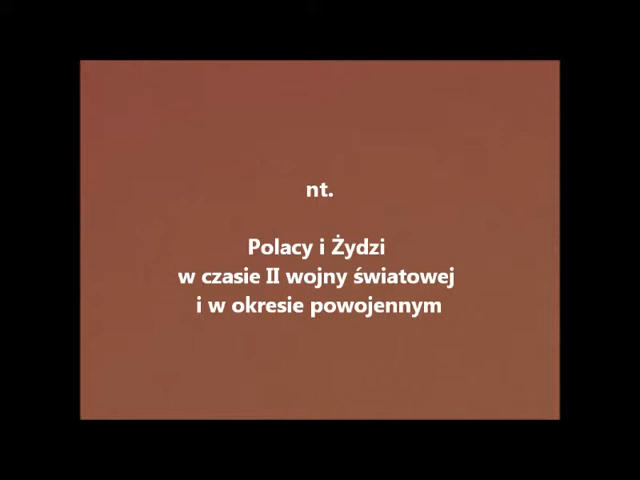 nt.
Polacy i Żydzi
w czasie II wojny światowej
i w okresie powojennym